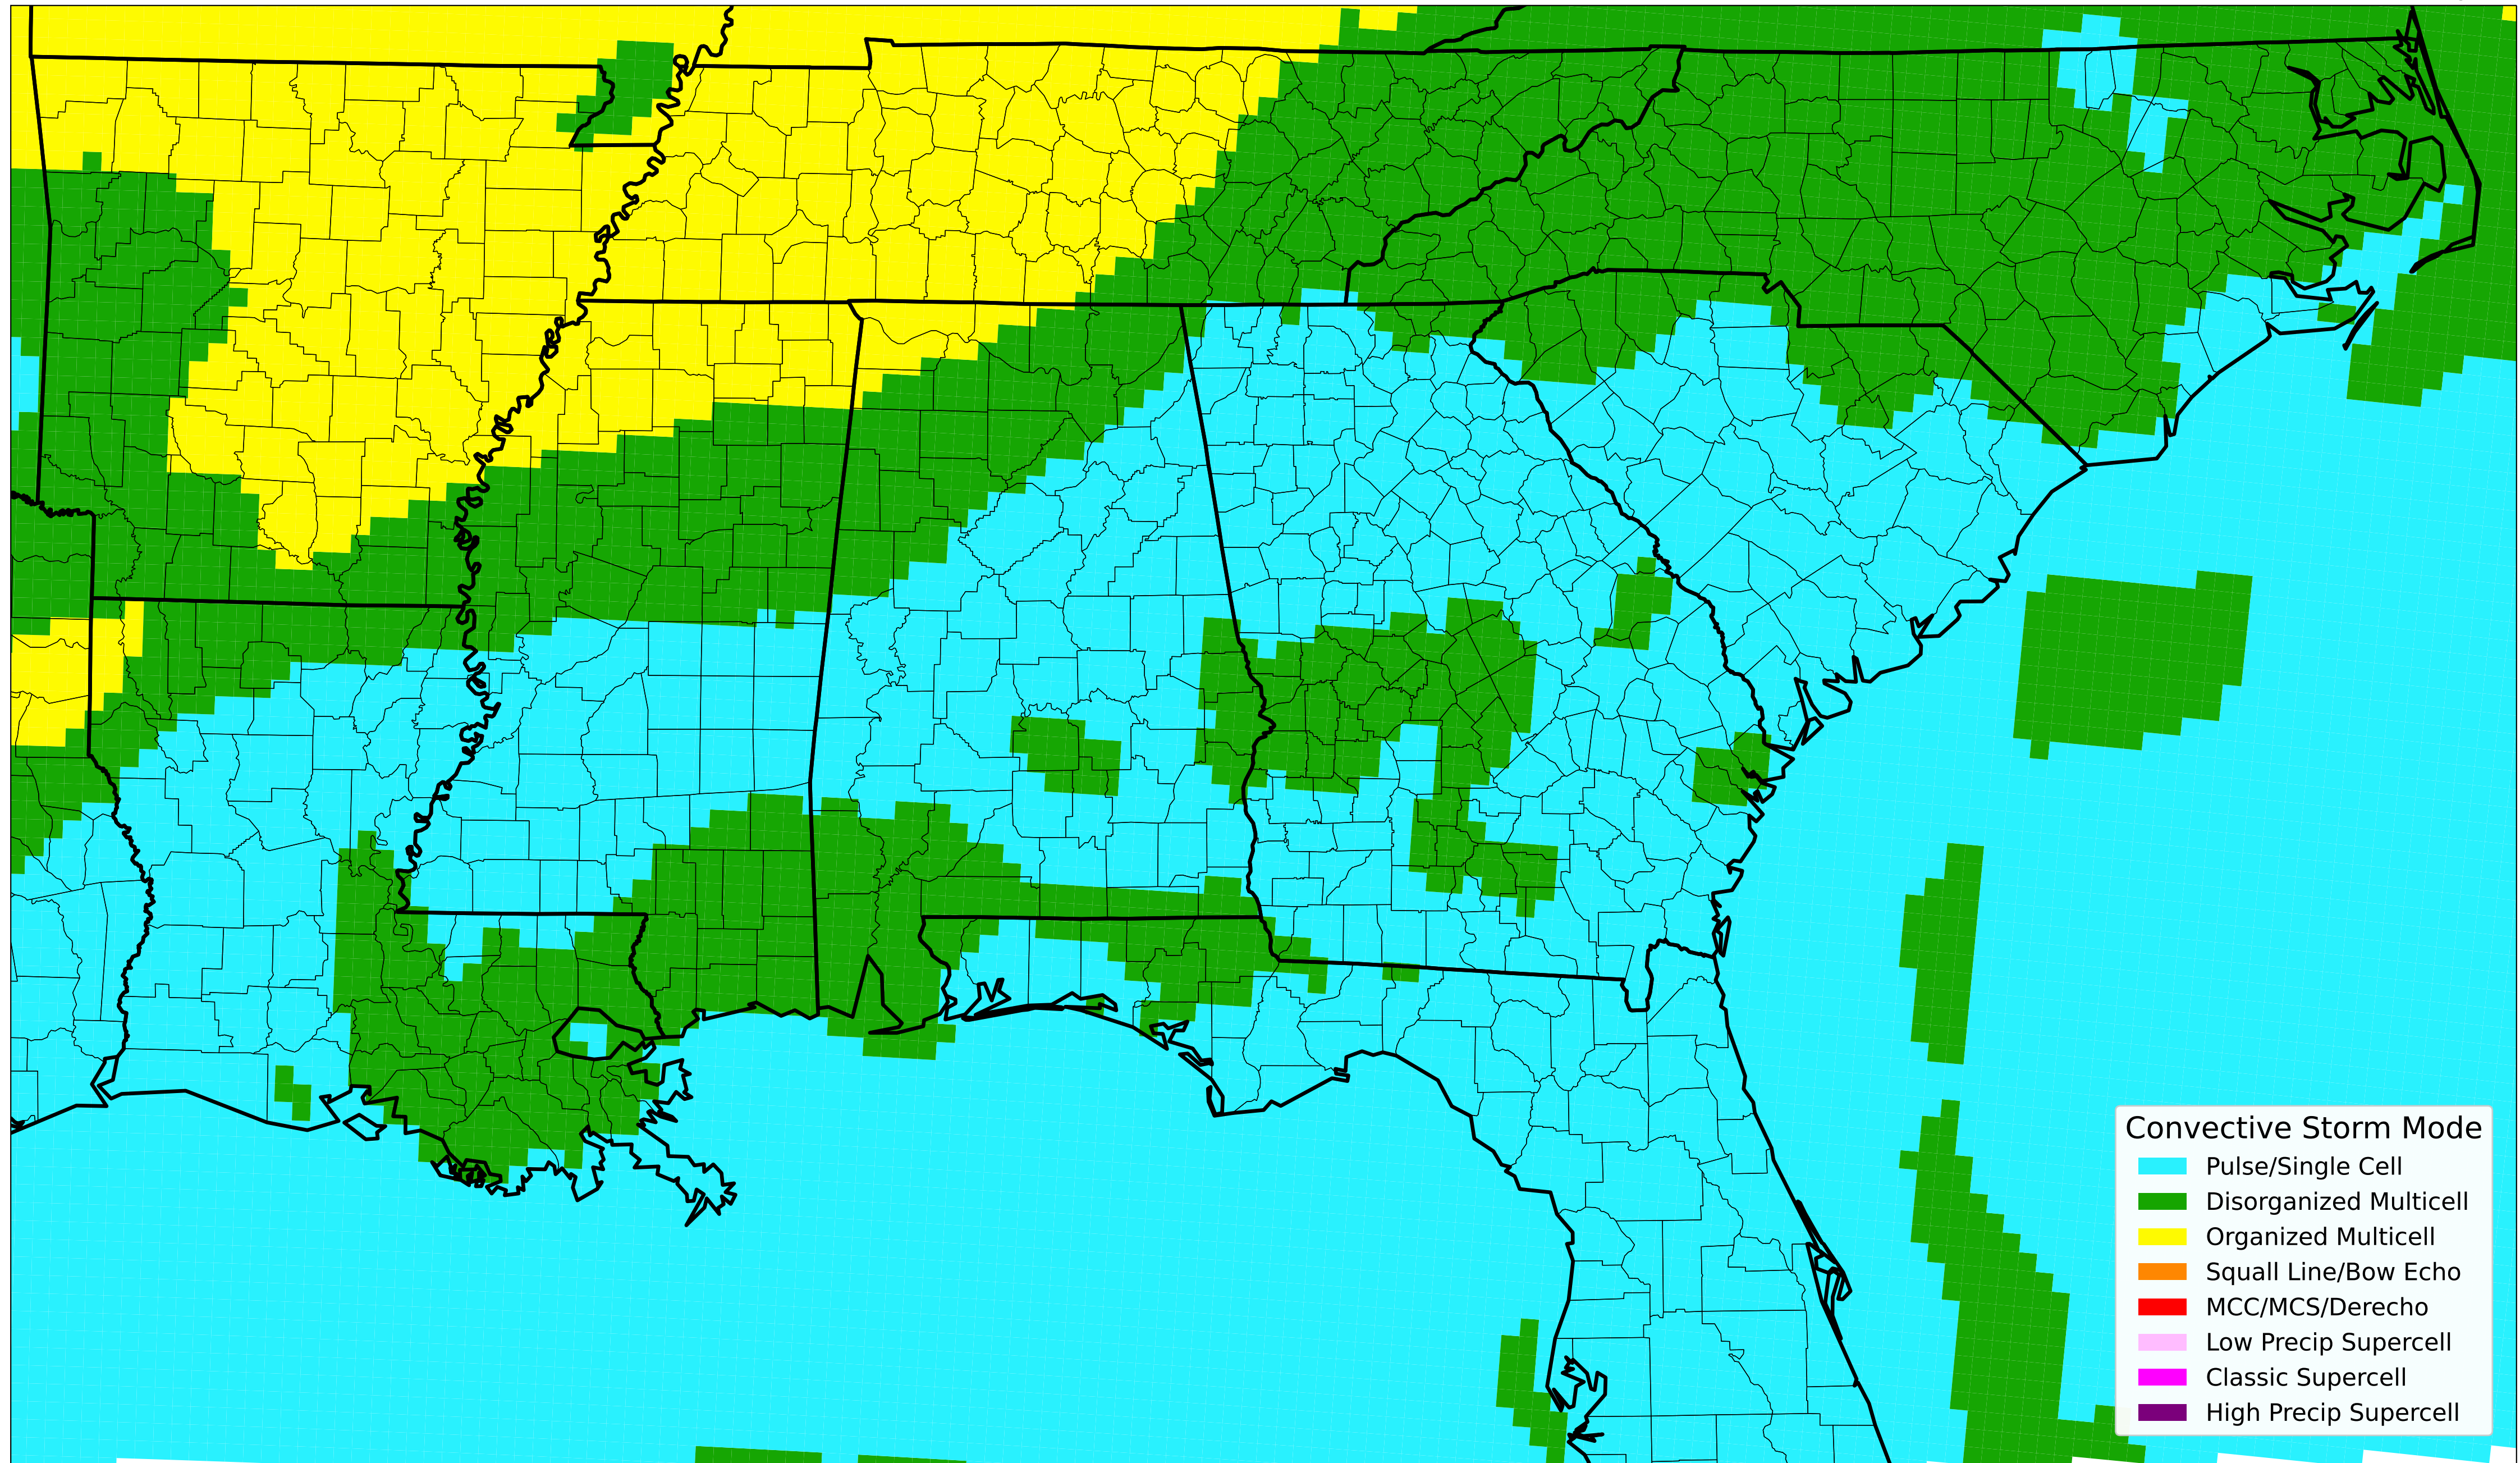 Convective Storm Mode
Pulse/Single Cell
Disorganized Multicell
Organized Multicell
Squall Line/Bow Echo
MCC/MCS/Derecho
Low Precip Supercell
Classic Supercell
High Precip Supercell